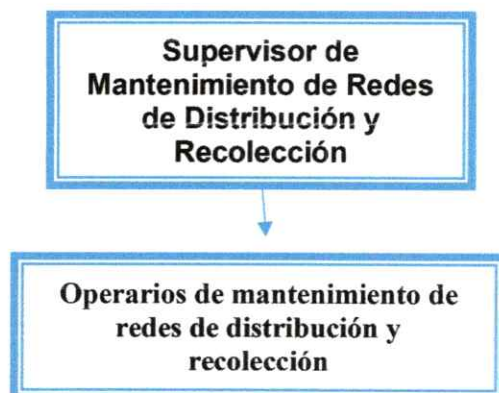 Supervisor de
Mantenimiento de Redes
de Distribución y
Recolección
Operarios de mantenimiento de
redes de distribución y
recolección